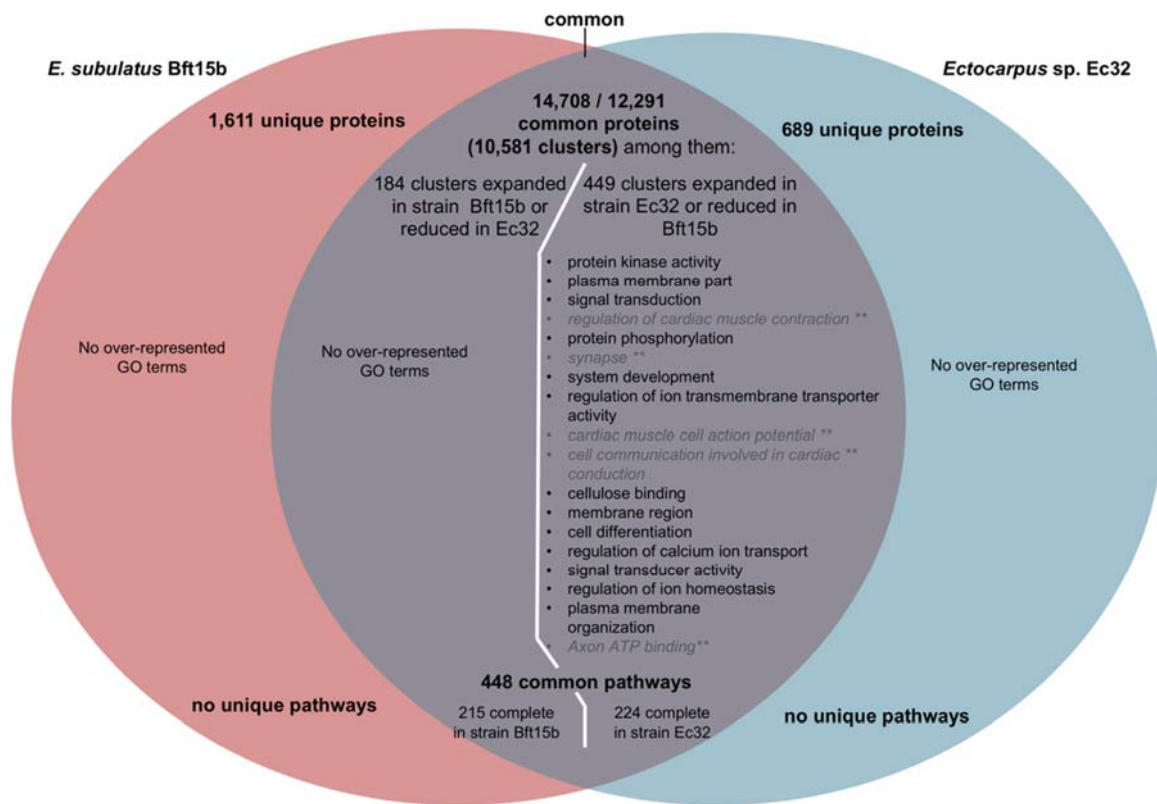 common
E. subulatus Bft15b
Ectocarpus sp. Ec32
1,611 unique proteins
14,708 / 12,291
common proteins
(10,581 clusters) among them:
689 unique proteins
184 clusters expanded
in strain Bft15b or
reduced in Ec32
449 clusters expanded in
strain Ec32 or reduced in
Bft15b
No over-represented
GO terms
No over-represented
GO terms
• protein kinase activity
• plasma membrane part
• signal transduction
• regulation of cardiac muscle contraction **
• protein phosphorylation
• synapse **
• system development
• regulation of ion transmembrane transporter
activity
• cardiac muscle cell action potential **
• cell communication involved in cardiac **
conduction
• cellulose binding
• membrane region
• cell differentiation
• regulation of calcium ion transport
• signal transducer activity
• regulation of ion homeostasis
• plasma membrane
organization
• Axon ATP binding**
No over-represented
GO terms
no unique pathways
448 common pathways
215 complete
in strain Bft15b
224 complete
in strain Ec32
no unique pathways